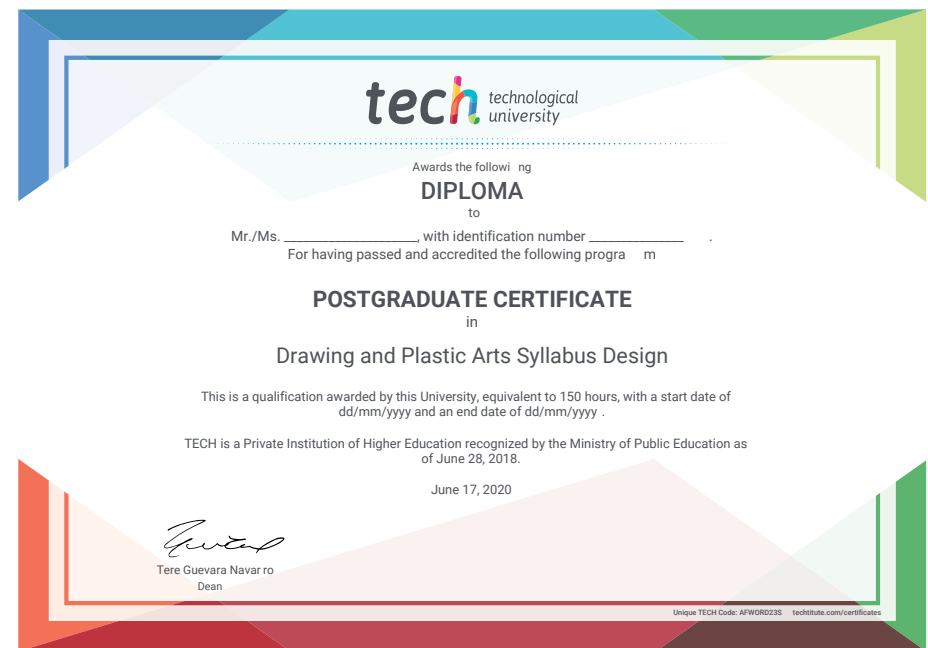 tech technological
university
Awards the followi ng
DIPLOMA
to
Mr./Ms. ______________________, with identification number ________________ .
For having passed and accredited the following progra m
POSTGRADUATE CERTIFICATE
in
Drawing and Plastic Arts Syllabus Design
This is a qualification awarded by this University, equivalent to 150 hours, with a start date of
dd/mm/yyyy and an end date of dd/mm/yyyy .
TECH is a Private Institution of Higher Education recognized by the Ministry of Public Education as
of June 28, 2018.
June 17, 2020
Tere Guevara Navar ro
Dean
Unique TECH Code: AFWORD23S techtitute.com/certificates